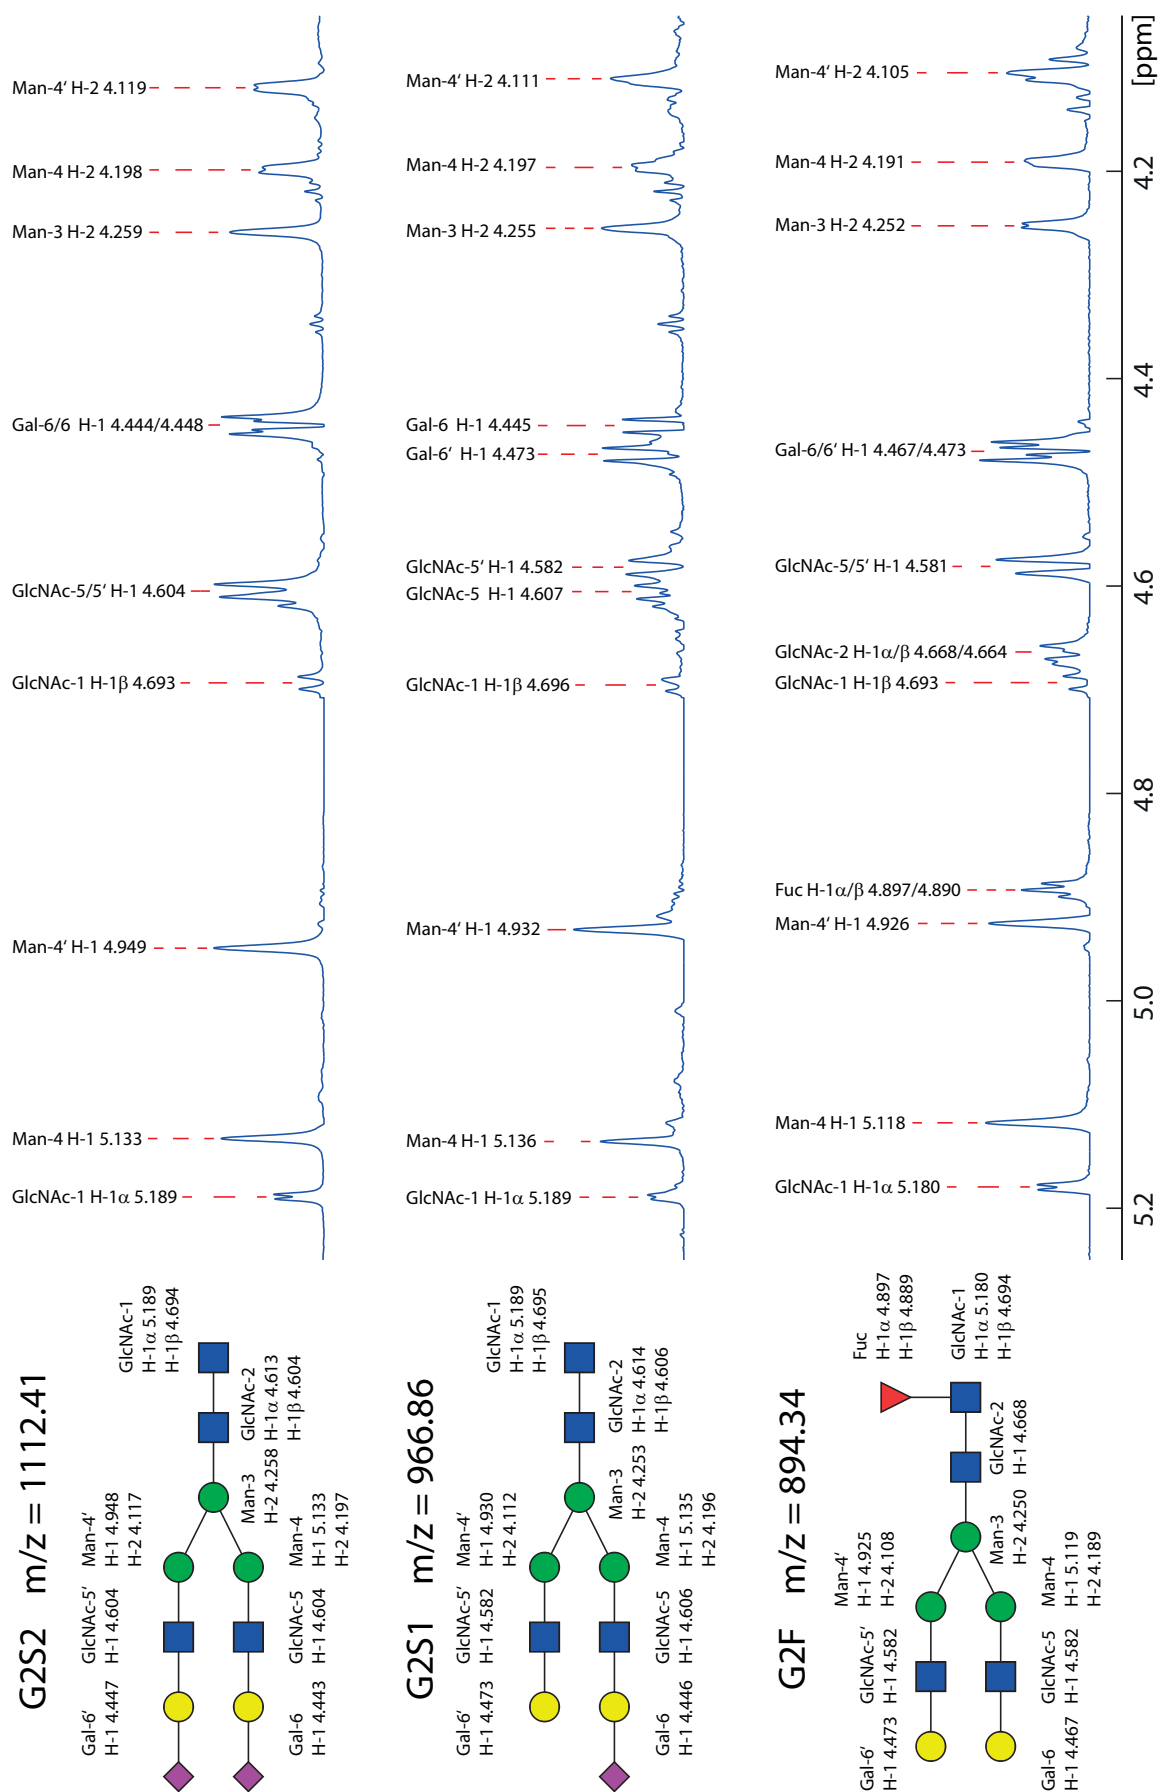 Man-4‘ H-2 4.119
Man-4 H-2 4.198
Man-3 H-2 4.259
Gal-6/6 H-1 4.444/4.448
GlcNAc-5/5‘ H-1 4.604
GlcNAc-1 H-1β 4.693
Man-4‘ H-1 4.949
Man-4 H-1 5.133
GlcNAc-1 H-1α 5.189
Man-4‘ H-2 4.111
Man-4 H-2 4.197
Man-3 H-2 4.255
Gal-6 H-1 4.445
Gal-6‘ H-1 4.473
GlcNAc-5‘ H-1 4.582
GlcNAc-5 H-1 4.607
GlcNAc-1 H-1β 4.696
Man-4‘ H-1 4.932
Man-4 H-1 5.136
GlcNAc-1 H-1α 5.189
Man-4‘ H-2 4.105
Man-4 H-2 4.191
Man-3 H-2 4.252
Gal-6/6‘ H-1 4.467/4.473
GlcNAc-5/5‘ H-1 4.581
GlcNAc-2 H-1α/β 4.668/4.664
GlcNAc-1 H-1β 4.693
Fuc H-1α/β 4.897/4.890
Man-4‘ H-1 4.926
Man-4 H-1 5.118
GlcNAc-1 H-1α 5.180
[ppm]
4.2
4.4
4.6
4.8
5.0
5.2
G2S2 m/z = 1112.41
Gal-6‘
H-1 4.447
GlcNAc-5‘
H-1 4.604
Man-4‘
H-1 4.948
H-2 4.117
GlcNAc-1
H-1α 5.189
H-1β 4.694
Gal-6
H-1 4.443
GlcNAc-5
H-1 4.604
Man-4
H-1 5.133
H-2 4.197
Man-3
H-2 4.258
GlcNAc-2
H-1α 4.613
H-1β 4.604
G2S1 m/z = 966.86
Gal-6‘
H-1 4.473
GlcNAc-5‘
H-1 4.582
Man-4‘
H-1 4.930
H-2 4.112
GlcNAc-1
H-1α 5.189
H-1β 4.695
Gal-6
H-1 4.446
GlcNAc-5
H-1 4.606
Man-4
H-1 5.135
H-2 4.196
Man-3
H-2 4.253
GlcNAc-2
H-1α 4.614
H-1β 4.606
G2F m/z = 894.34
Gal-6‘
H-1 4.473
GlcNAc-5‘
H-1 4.582
Man-4‘
H-1 4.925
H-2 4.108
Fuc
H-1α 4.897
H-1β 4.889
Gal-6
H-1 4.467
GlcNAc-5
H-1 4.582
Man-4
H-1 5.119
H-2 4.189
Man-3
H-2 4.250
GlcNAc-2
H-1 4.668
GlcNAc-1
H-1α 5.180
H-1β 4.694